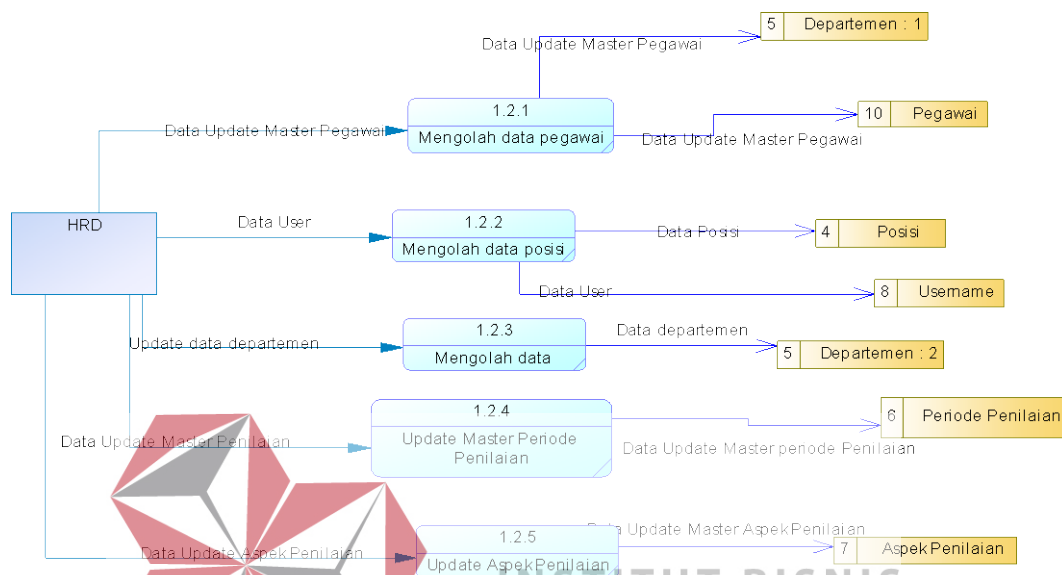 5 Departemen : 1
Data Update Master Pegawai
1.2.1
Mengolah data pegawai
10 Pegawai
Data Update Master Pegawai
Data Update Master Pegawai
HRD
Data User
1.2.2
Mengolah data posisi
Data Posisi
4 Posisi
Data User
8 Username
Update data departemen
1.2.3
Mengolah data
Data departemen
5 Departemen : 2
1.2.4
Update Master Periode
Penilaian
6 Periode Penilaian
Data Update Master Penilaian
Data Update Master periode Penilaian
1.2.5
Update Aspek Penilaian
Data Update Master Aspek Penilaian
7 Aspek Penilaian
Data Update Aspek Penilaian
INSTITUT BISNIS